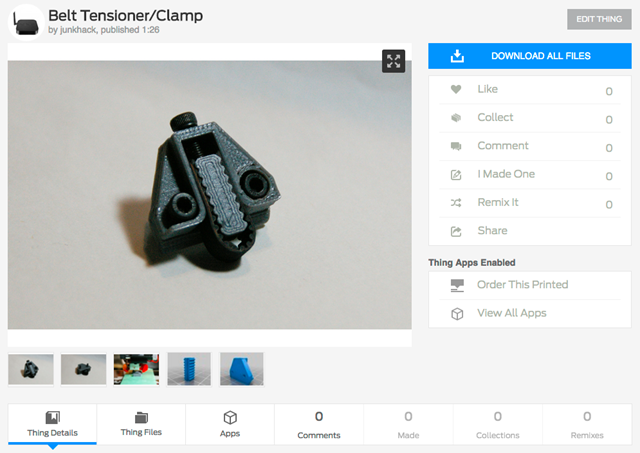 Belt Tensioner/Clamp
by junkhack, published 1:26
EDIT THING
DOWNLOAD ALL FILES
Like 0
Collect 0
Comment 0
I Made One 0
Remix It 0
Share
Thing Apps Enabled
Order This Printed
View All Apps
Thing Details
Thing Files
Apps
0
Comments
0
Made
0
Collections
0
Remixes